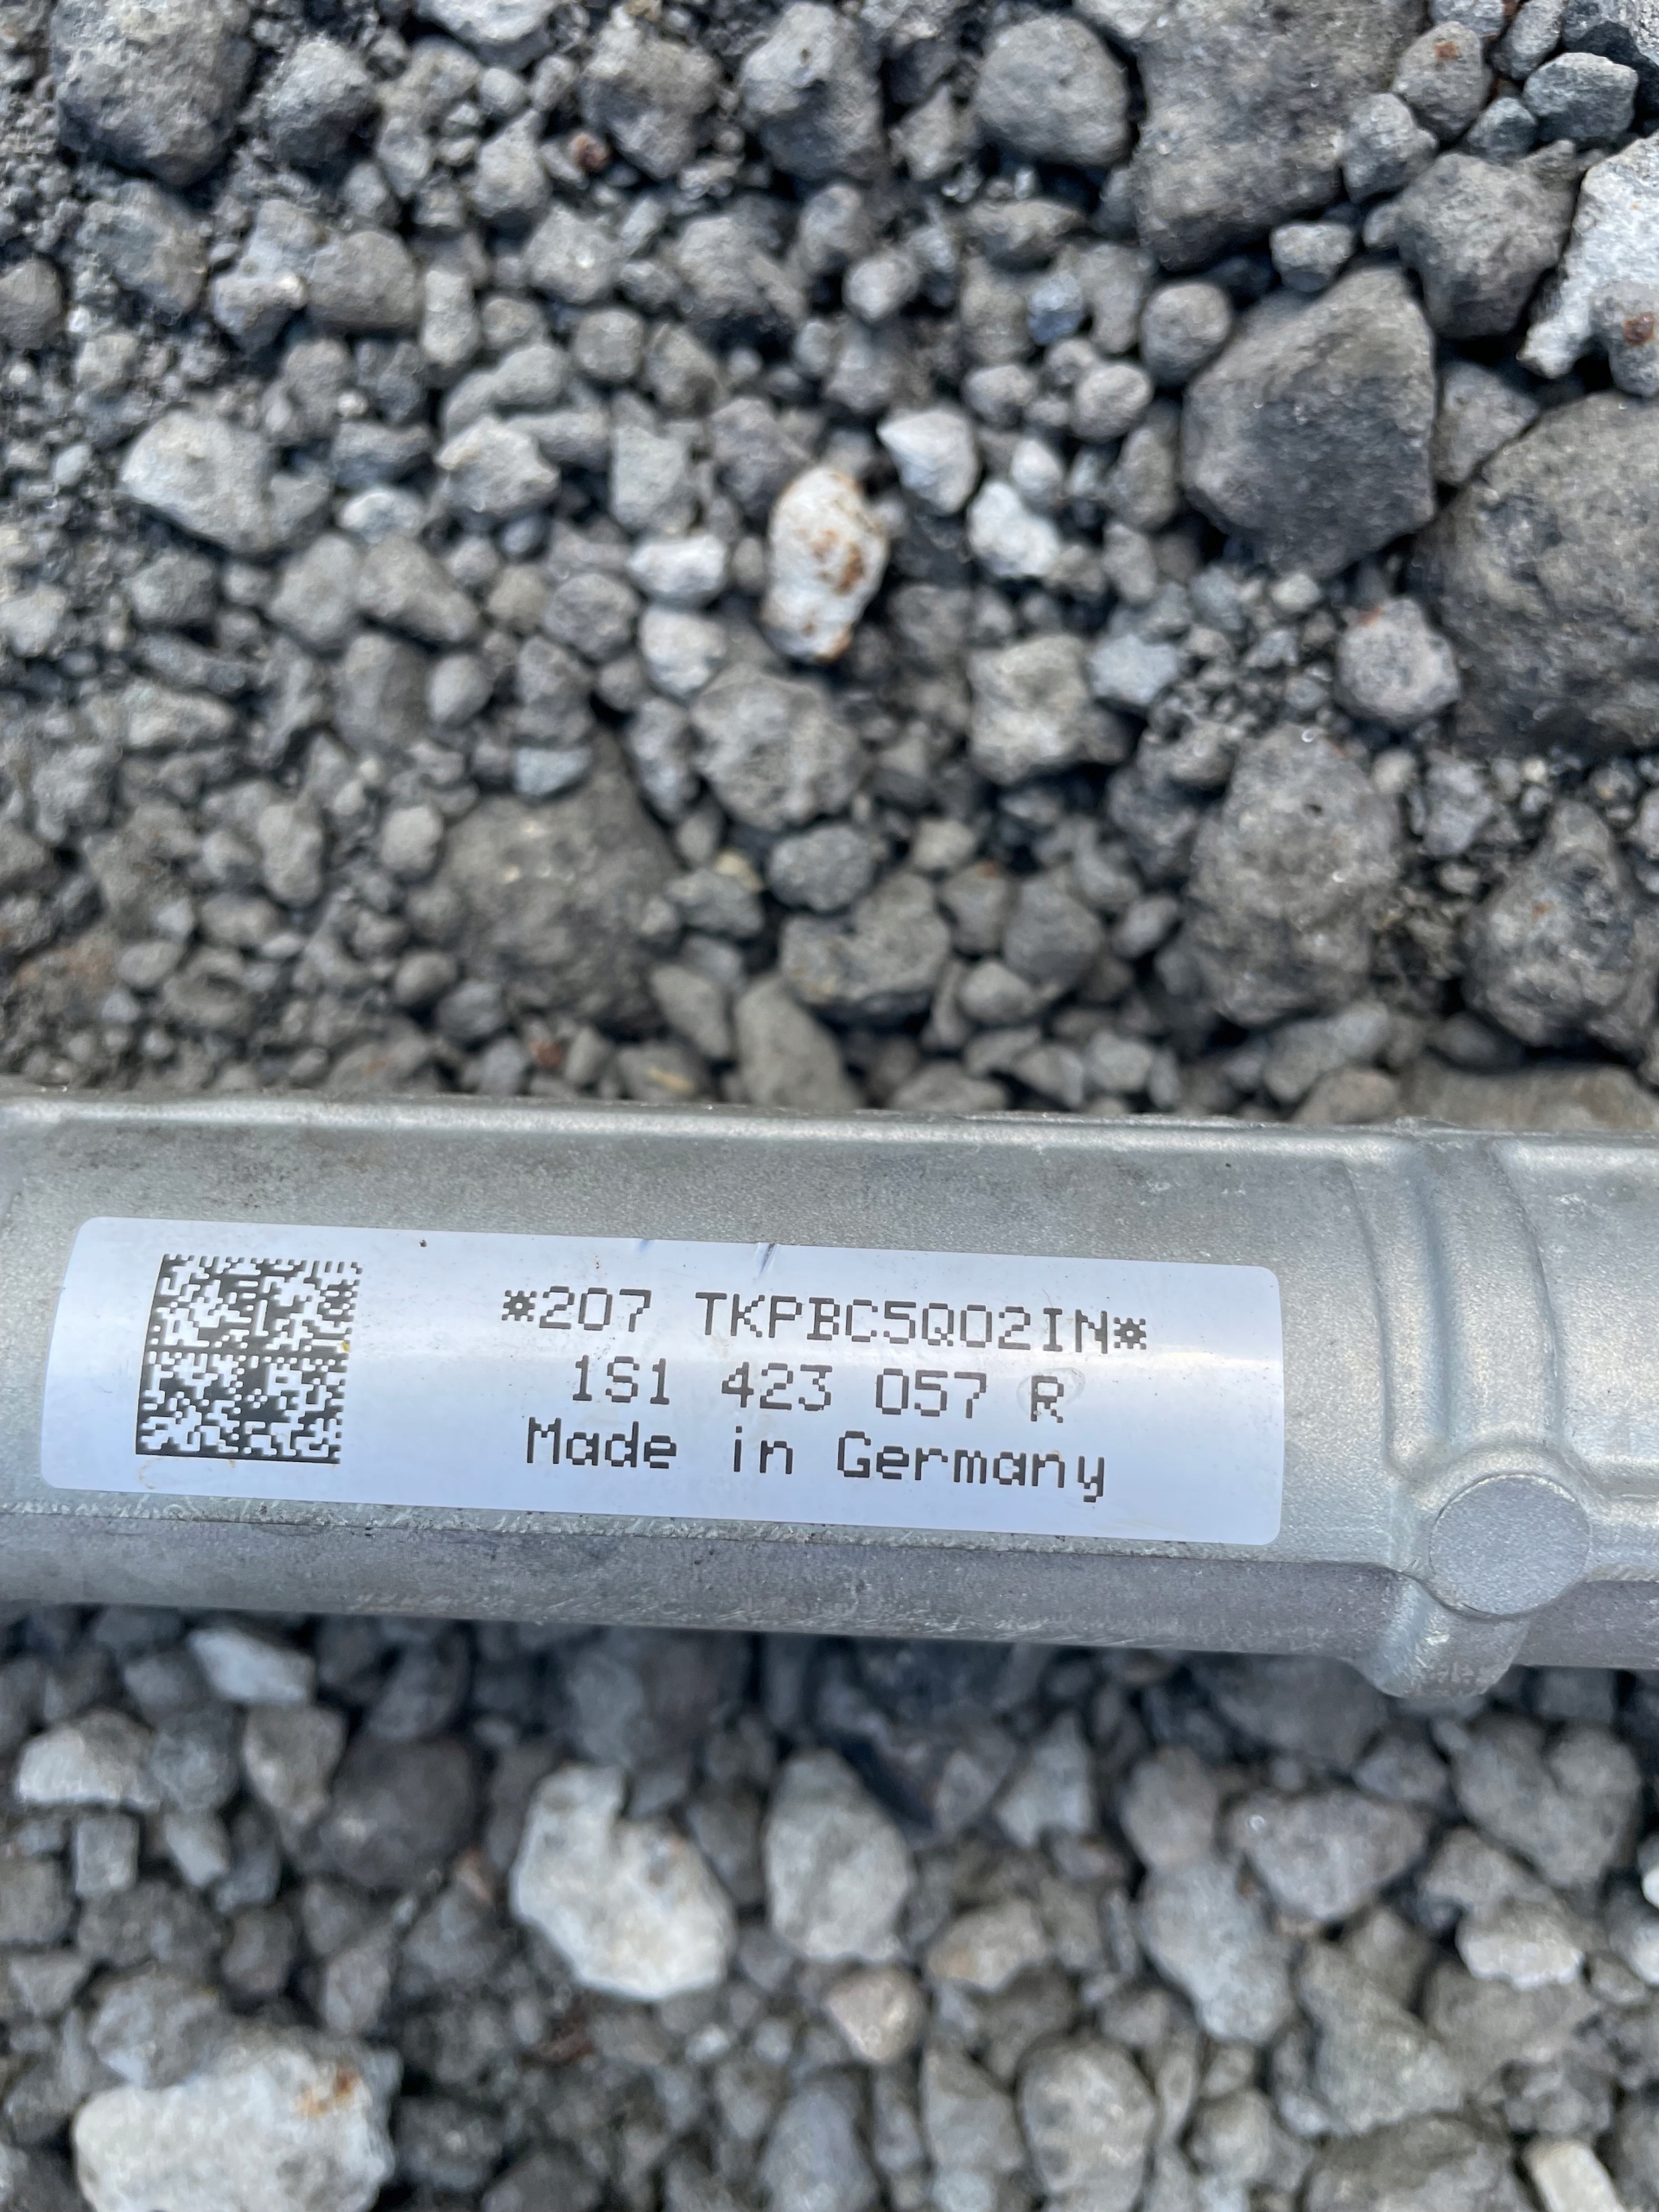 *207 TKPBC5Q02IN*
1S1 423 057 R
Made in Germany